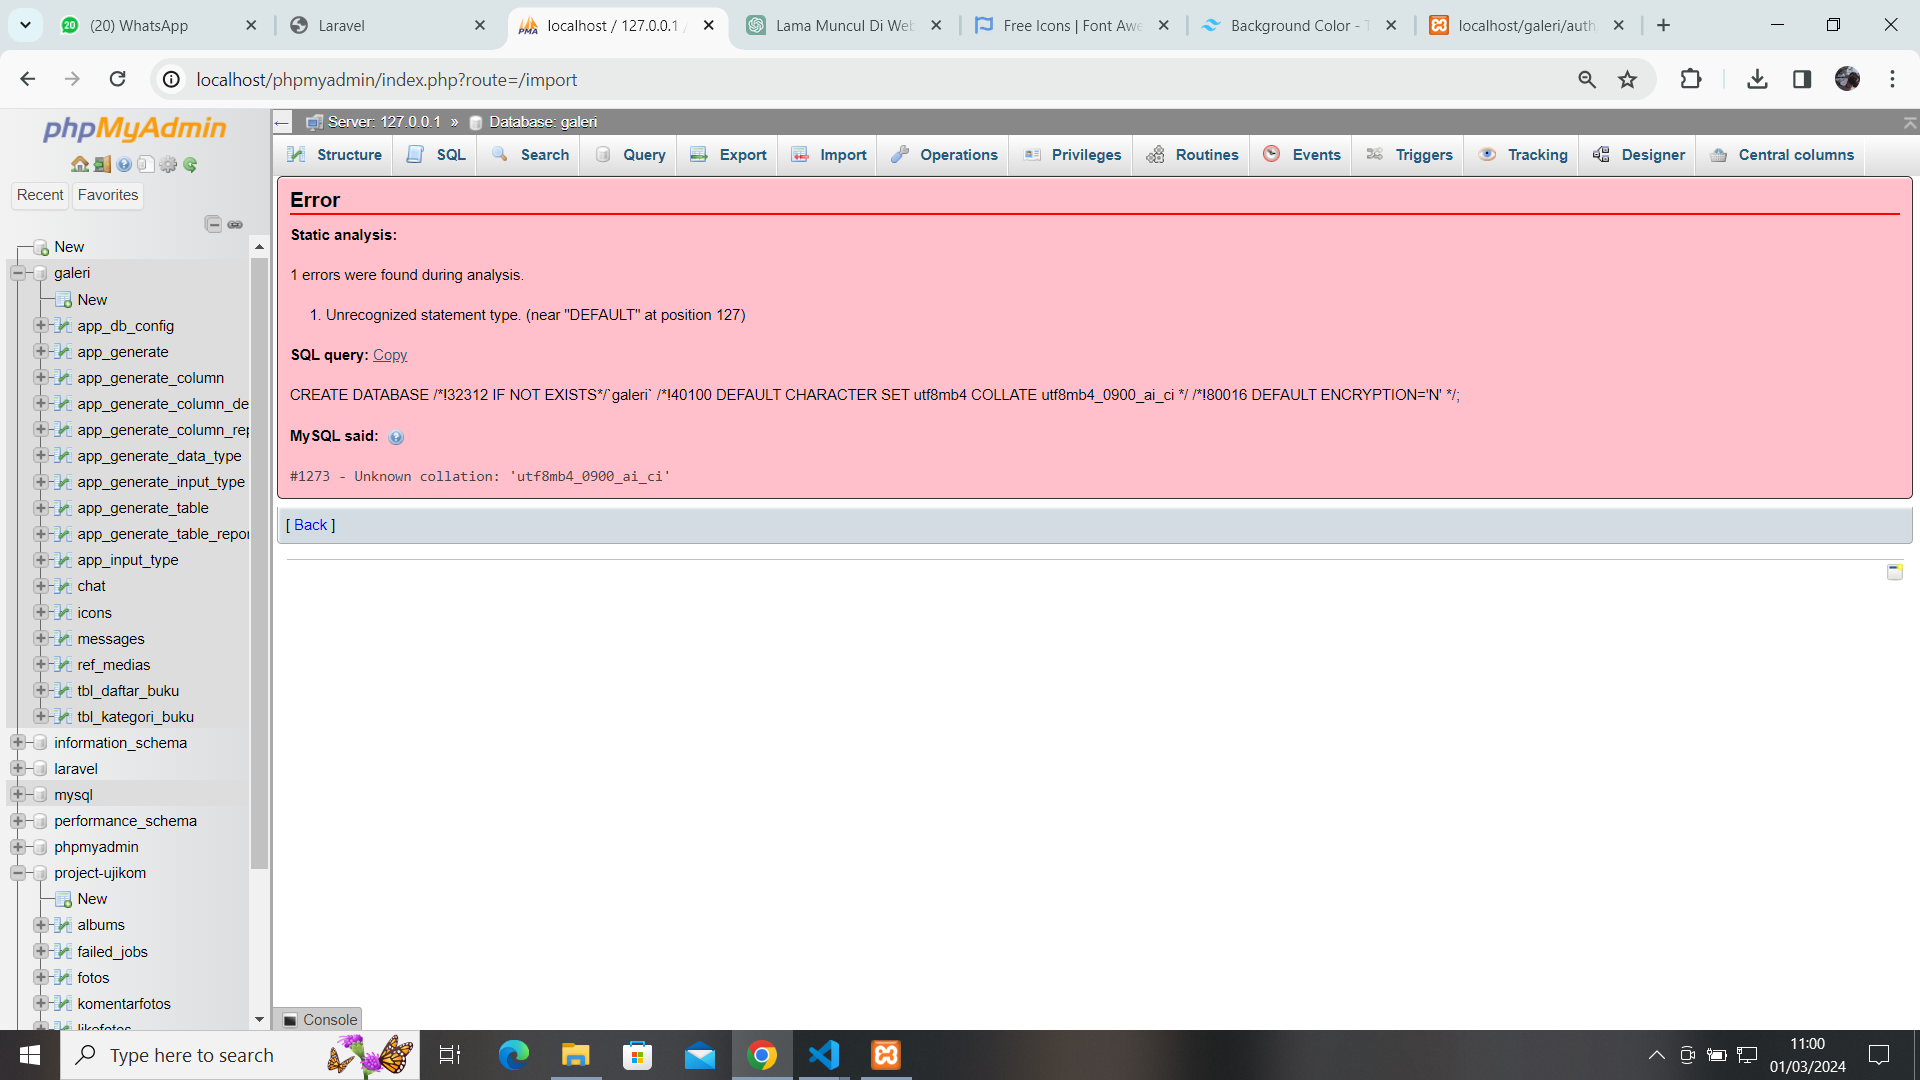 (20) WhatsApp
Laravel
localhost / 127.0.0.1 /
Lama Muncul Di Web
Free Icons | Font Awe
Background Color - T
localhost/galeri/auth
localhost/phpmyadmin/index.php?route=/import
phpMyAdmin
Recent
Favorites
New
galeri
New
app_db_config
app_generate
app_generate_column
app_generate_column_de
app_generate_column_rep
app_generate_data_type
app_generate_input_type
app_generate_table
app_generate_table_repor
app_input_type
chat
icons
messages
ref_medias
tbl_daftar_buku
tbl_kategori_buku
information_schema
laravel
mysql
performance_schema
phpmyadmin
project-ujikom
New
albums
failed_jobs
fotos
komentarfotos
likefotos
Server: 127.0.0.1 » Database: galeri
Structure SQL Search Query Export Import Operations Privileges Routines Events Triggers Tracking Designer Central columns
Error
Static analysis:
1 errors were found during analysis.
1. Unrecognized statement type. (near "DEFAULT" at position 127)
SQL query: Copy
CREATE DATABASE /*!32312 IF NOT EXISTS*/`galeri` /*!40100 DEFAULT CHARACTER SET utf8mb4 COLLATE utf8mb4_0900_ai_ci */ /*!80016 DEFAULT ENCRYPTION='N' */;
MySQL said:
#1273 - Unknown collation: 'utf8mb4_0900_ai_ci'
[ Back ]
Console
Type here to search
11:00
01/03/2024